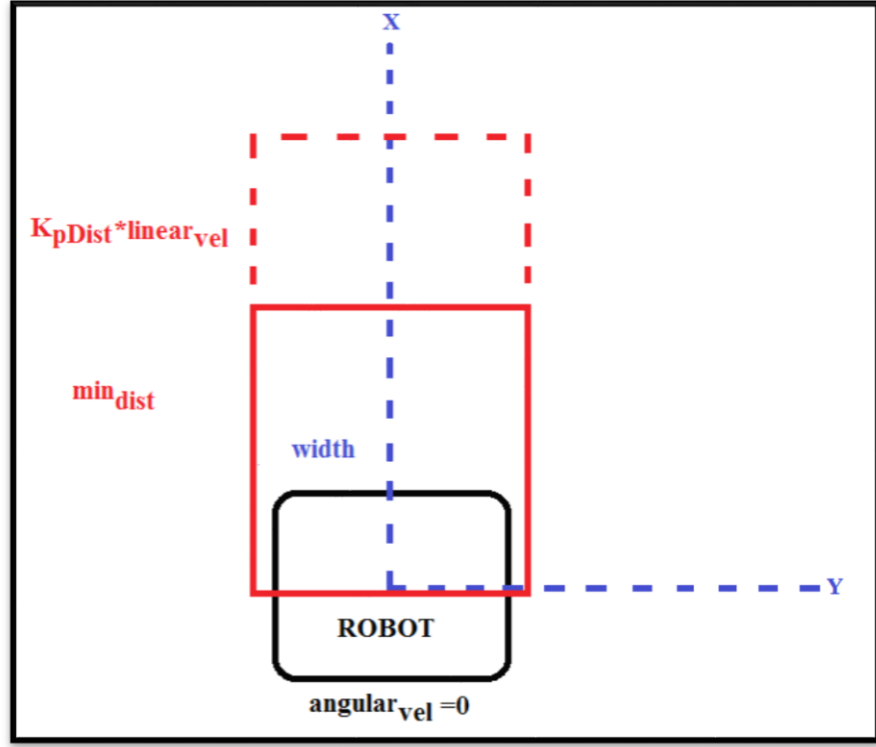 X
KpDist*linearvel
mindist
width
Y
ROBOT
angularvel =0